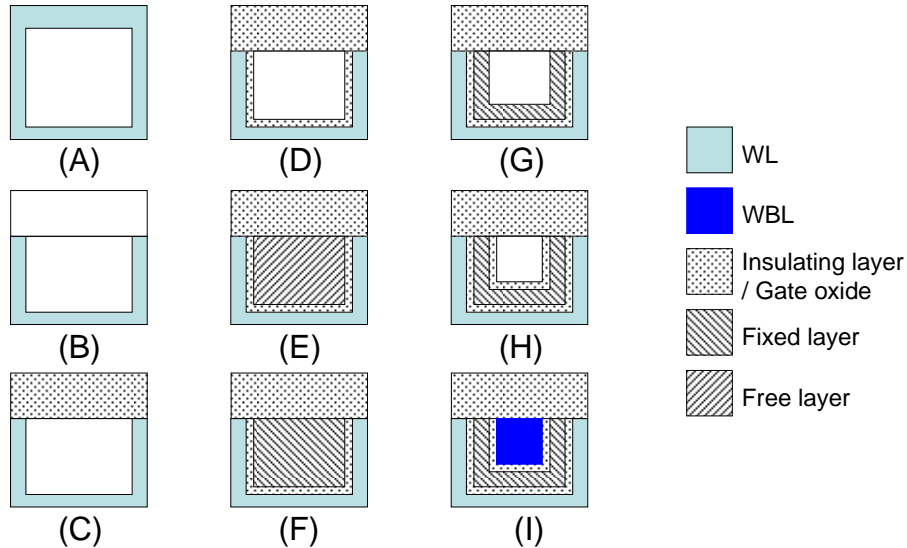 (A)
(D)
(G)
(B)
(E)
(H)
(C)
(F)
(I)
WL
WBL
Insulating layer
/ Gate oxide
Fixed layer
Free layer